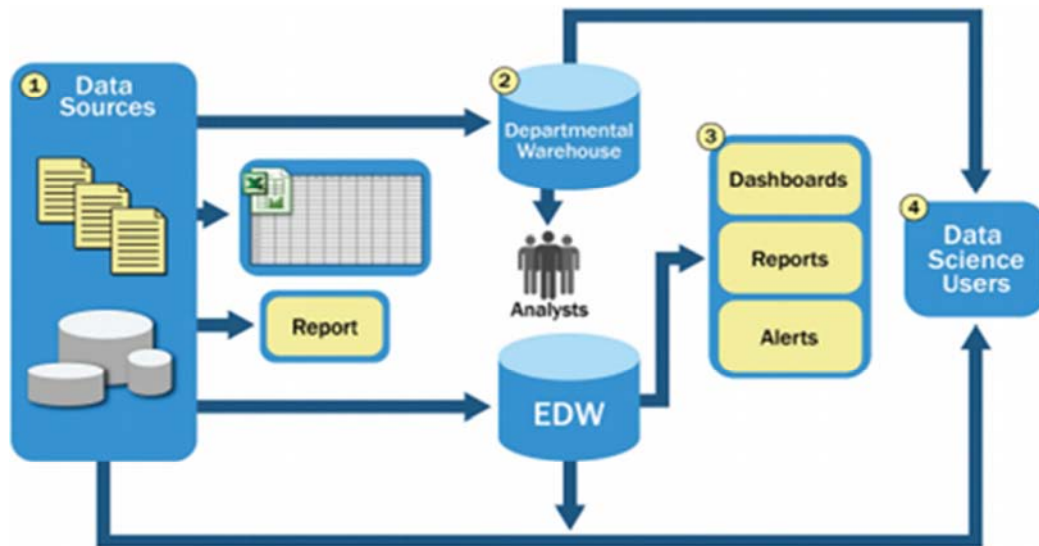 1
Data
Sources
2
Departmental
Warehouse
Analysts
Report
EDW
3
Dashboards
Reports
Alerts
4
Data
Science
Users